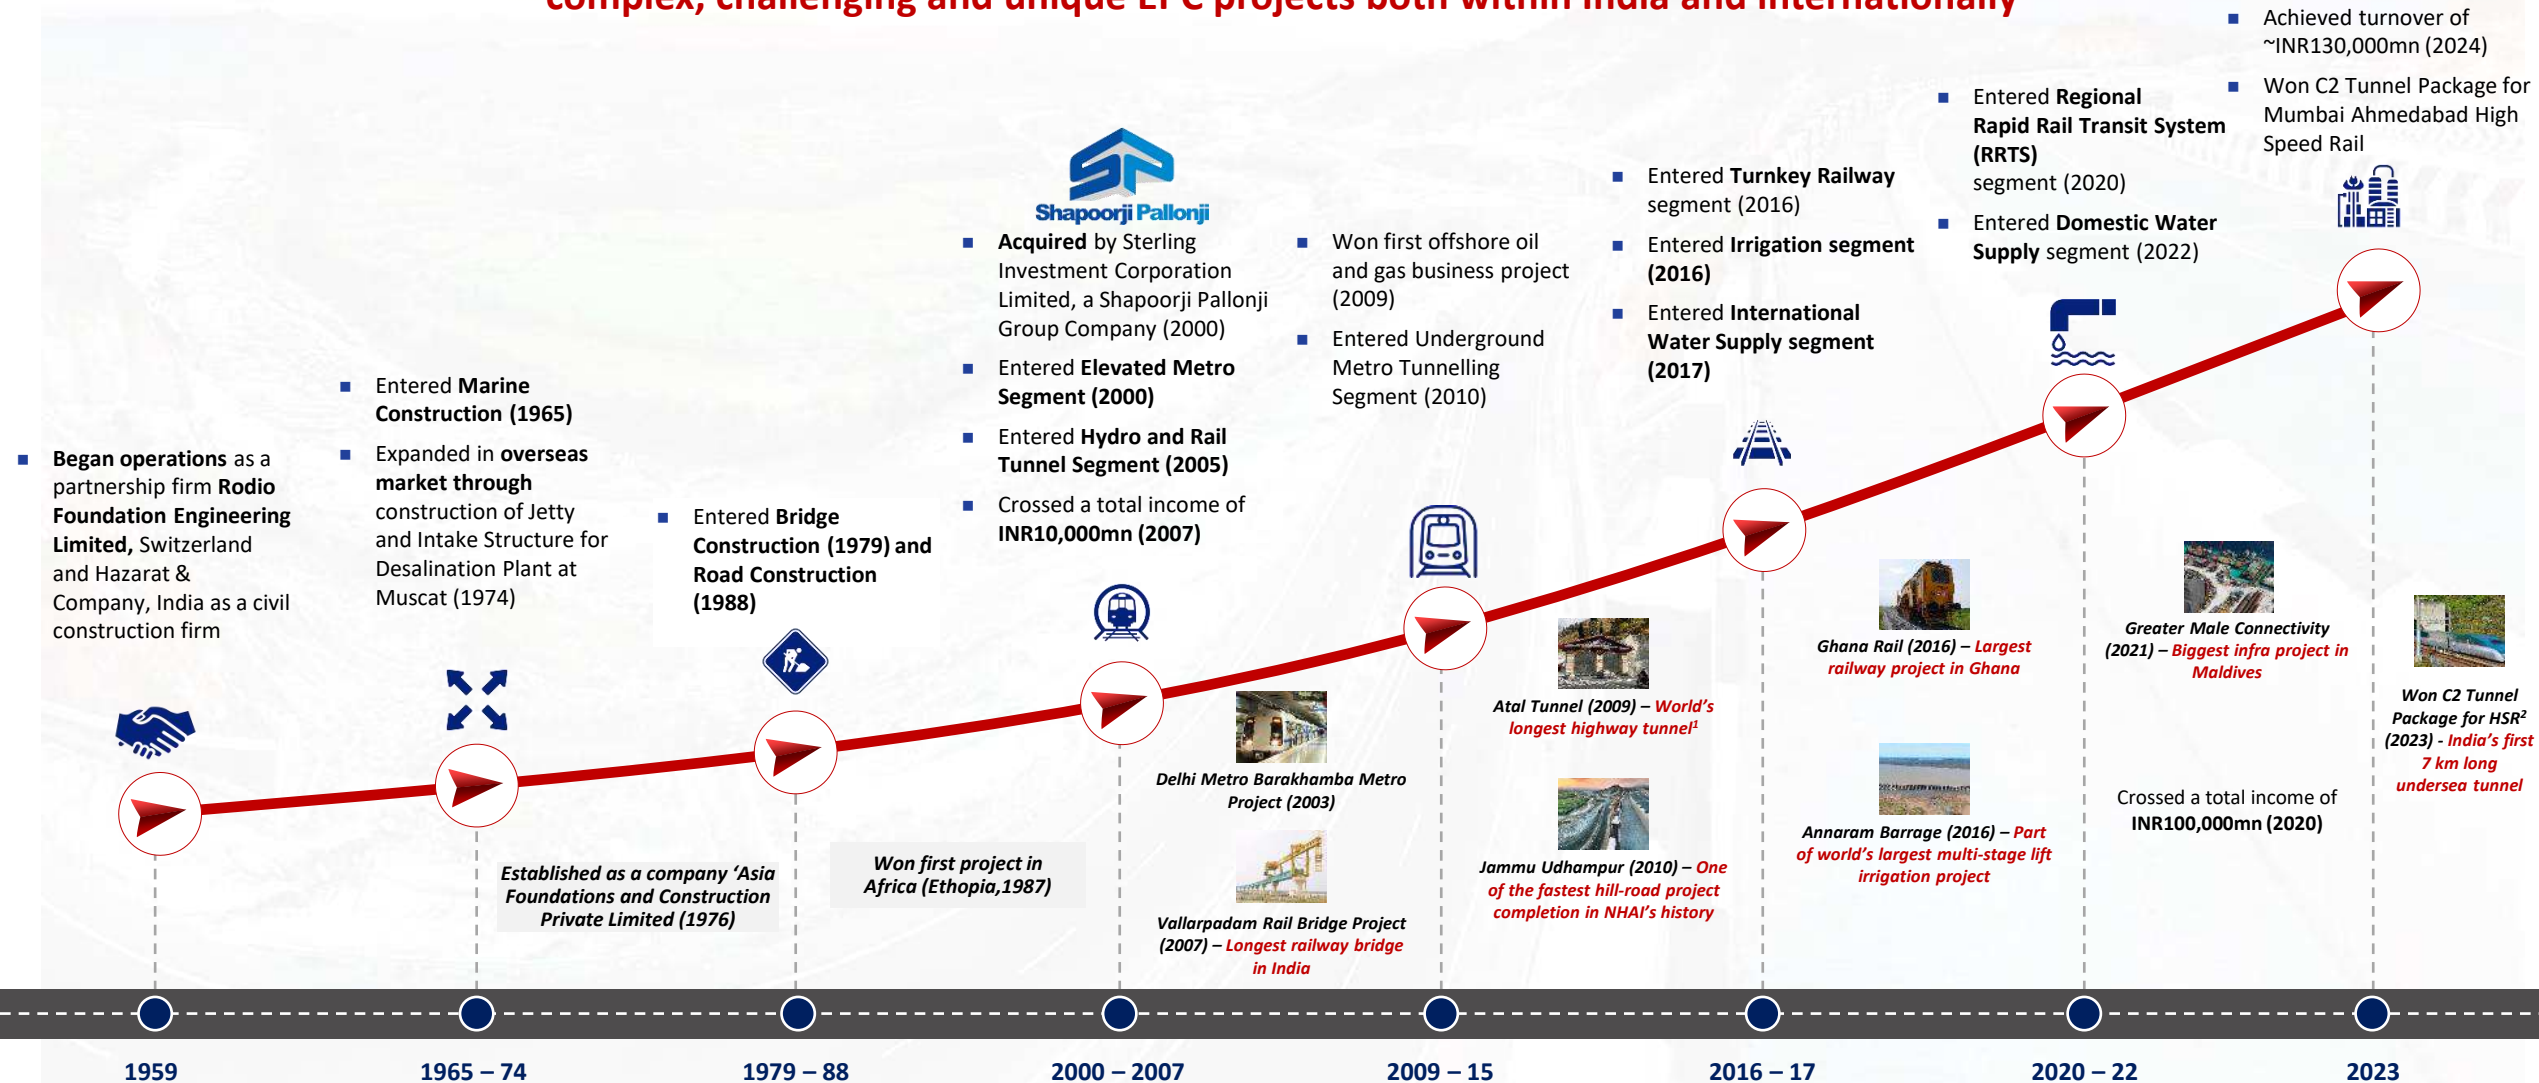 complex, challenging and unique EPC projects both within India and internationally
■ Began operations as a
partnership firm Rodio
Foundation Engineering
Limited, Switzerland
and Hazarat &
Company, India as a civil
construction firm
■ Entered Marine
Construction (1965)
■ Expanded in overseas
market through
construction of Jetty
and Intake Structure for
Desalination Plant at
Muscat (1974)
■ Entered Bridge
Construction (1979) and
Road Construction
(1988)
SP
Shapoorji Pallonji
■ Acquired by Sterling
Investment Corporation
Limited, a Shapoorji Pallonji
Group Company (2000)
■ Entered Elevated Metro
Segment (2000)
■ Entered Hydro and Rail
Tunnel Segment (2005)
■ Crossed a total income of
INR10,000mn (2007)
■ Won first offshore oil
and gas business project
(2009)
■ Entered Underground
Metro Tunnelling
Segment (2010)
■ Entered Turnkey Railway
segment (2016)
■ Entered Irrigation segment
(2016)
■ Entered International
Water Supply segment
(2017)
■ Entered Regional
Rapid Rail Transit System
(RRTS)
segment (2020)
■ Entered Domestic Water
Supply segment (2022)
■ Achieved turnover of
~INR130,000mn (2024)
■ Won C2 Tunnel Package for
Mumbai Ahmedabad High
Speed Rail
Established as a company ‘Asia
Foundations and Construction
Private Limited (1976)
Won first project in
Africa (Ethopia,1987)
Delhi Metro Barakhamba Metro
Project (2003)
Vallarpadam Rail Bridge Project
(2007) – Longest railway bridge
in India
Atal Tunnel (2009) – World’s
longest highway tunnel1
Jammu Udhampur (2010) – One
of the fastest hill-road project
completion in NHAI’s history
Ghana Rail (2016) – Largest
railway project in Ghana
Annaram Barrage (2016) – Part
of world’s largest multi-stage lift
irrigation project
Greater Male Connectivity
(2021) – Biggest infra project in
Maldives
Crossed a total income of
INR100,000mn (2020)
Won C2 Tunnel
Package for HSR2
(2023) - India’s first
7 km long
undersea tunnel
1959
1965 – 74
1979 – 88
2000 – 2007
2009 – 15
2016 – 17
2020 – 22
2023